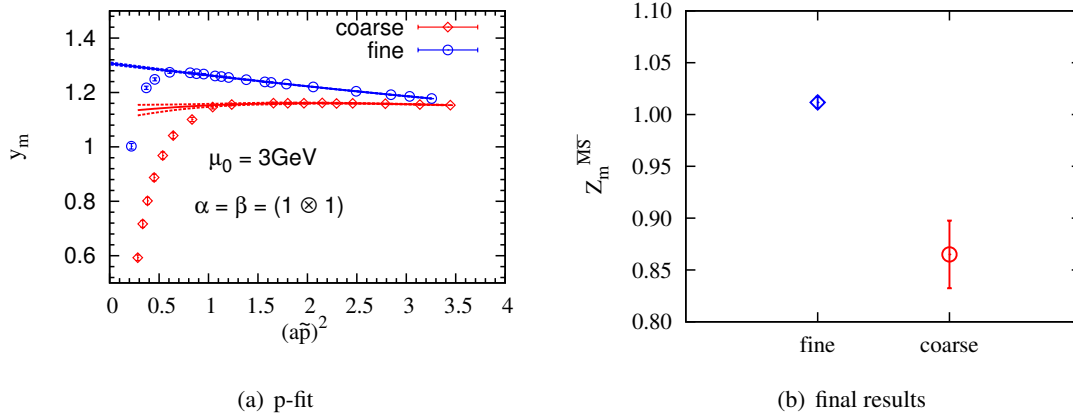 coarse
fine
1.4
1.2
1
0.8
0.6
y_m
μ_0 = 3GeV
α = β = (1 ⊗ 1)
0 0.5 1 1.5 2 2.5 3 3.5 4
(ap̃)^2
(a) p-fit
1.10
1.05
1.00
0.95
0.90
0.85
0.80
Z_m^{\overline{MS}}
fine coarse
(b) final results